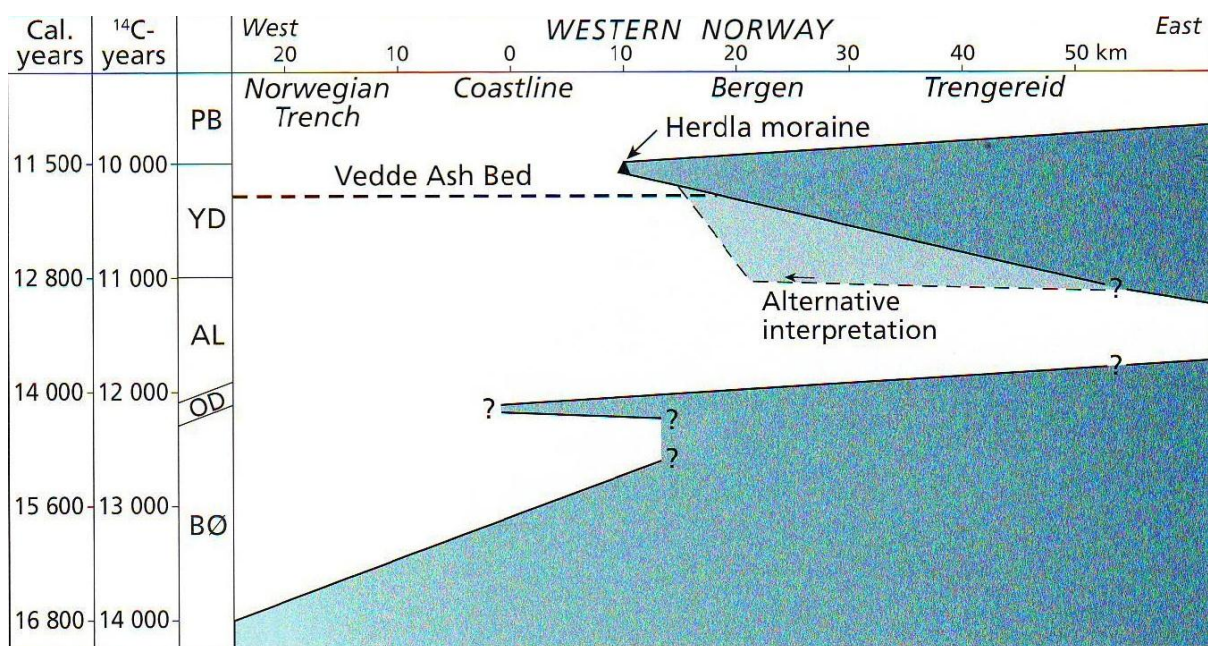 Cal. years
¹⁴C- years
West
WESTERN NORWAY
East
20 10 0 10 20 30 40 50 km
Norwegian Trench
Coastline
Bergen
Trengereid
PB
Herdla moraine
11 500 10 000
Vedde Ash Bed
YD
12 800 11 000
?
Alternative
interpretation
AL
?
14 000 12 000
OD
?
?
?
15 600 13 000
BØ
16 800 14 000